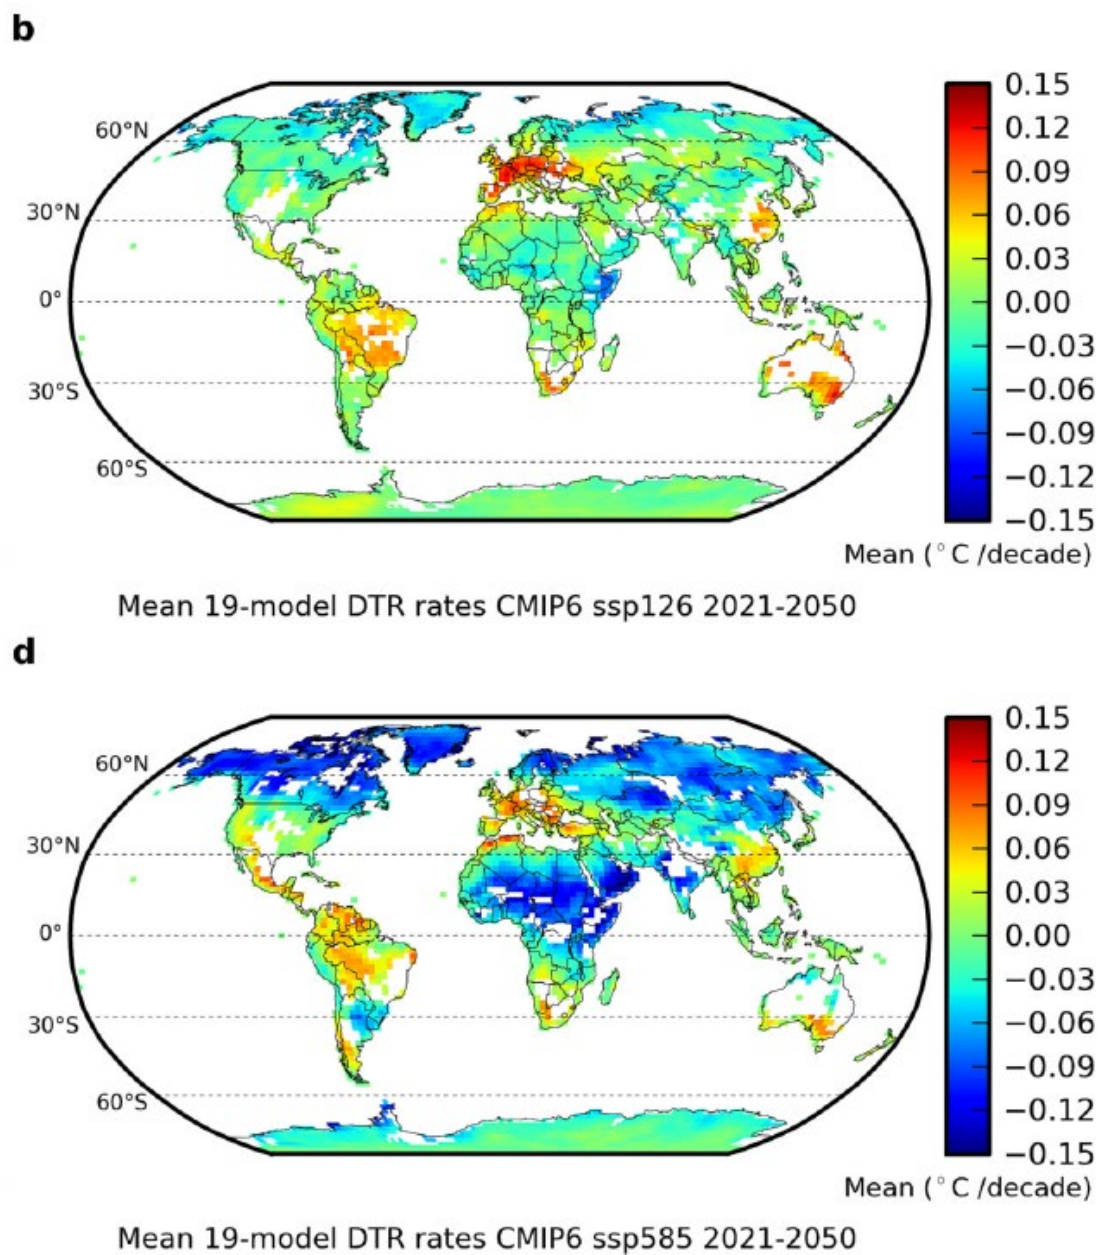 b
60°N
30°N
0°
30°S
60°S
0.15
0.12
0.09
0.06
0.03
0.00
−0.03
−0.06
−0.09
−0.12
−0.15
Mean (°C /decade)
Mean 19-model DTR rates CMIP6 ssp126 2021-2050
d
60°N
30°N
0°
30°S
60°S
0.15
0.12
0.09
0.06
0.03
0.00
−0.03
−0.06
−0.09
−0.12
−0.15
Mean (°C /decade)
Mean 19-model DTR rates CMIP6 ssp585 2021-2050